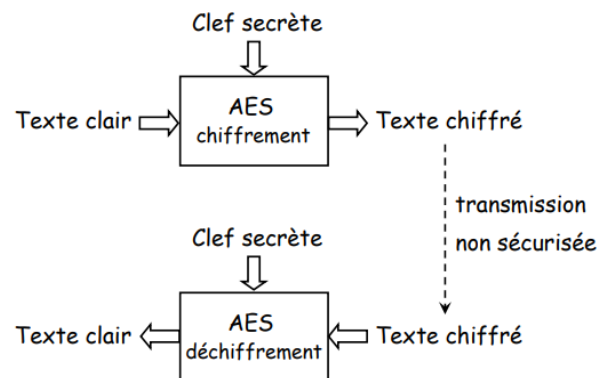 Clef secrète
Texte clair
AES
chiffrement
Texte chiffré
transmission
non sécurisée
Clef secrète
Texte clair
AES
déchiffrement
Texte chiffré